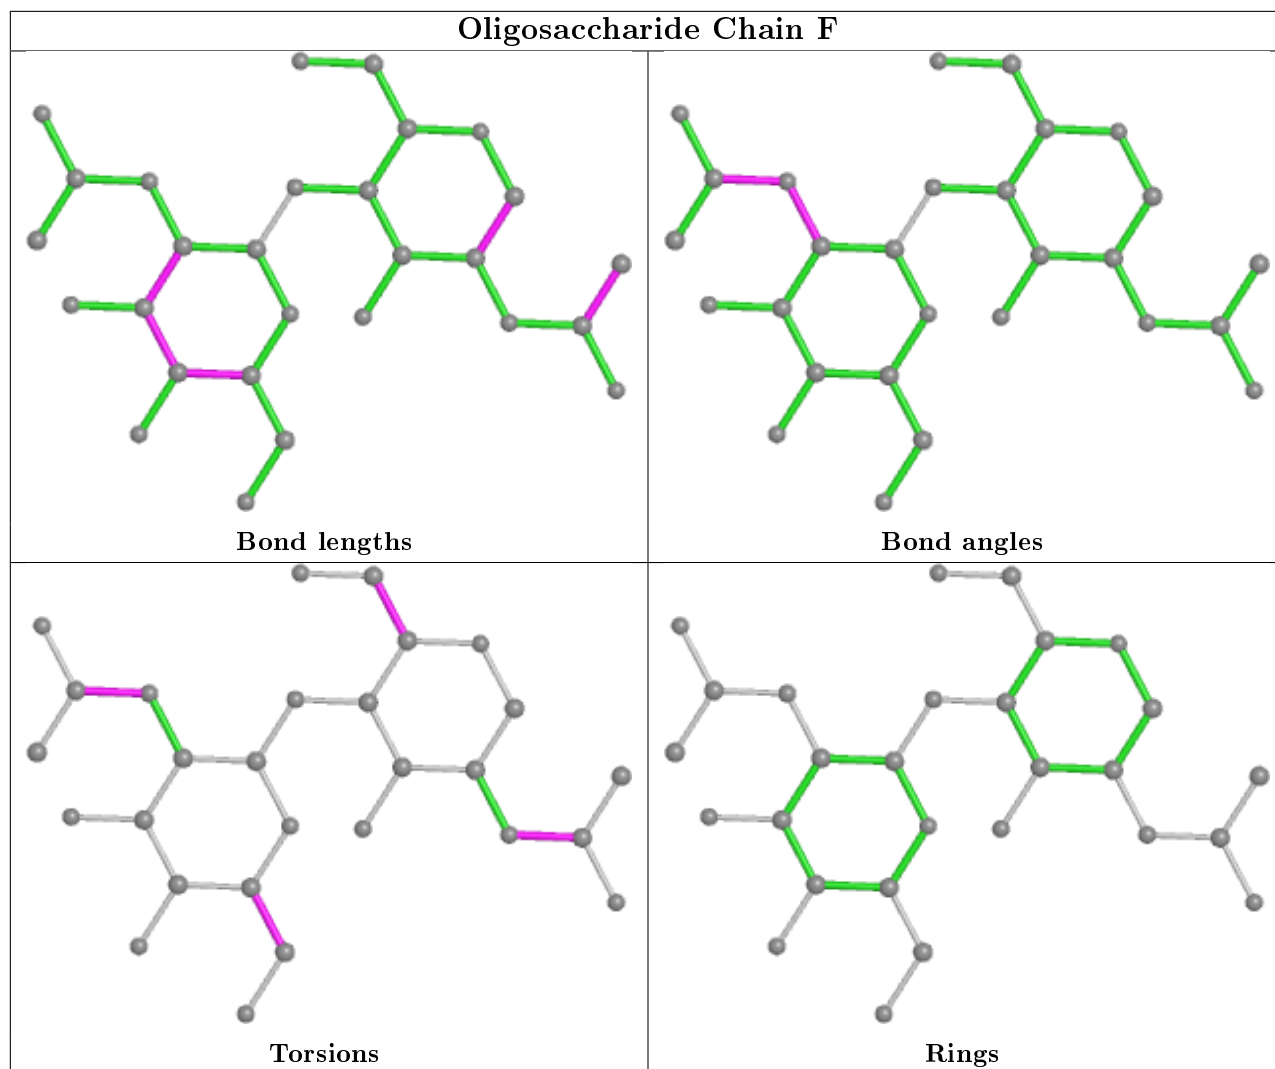 Oligosaccharide Chain F
Bond lengths
Bond angles
Torsions
Rings